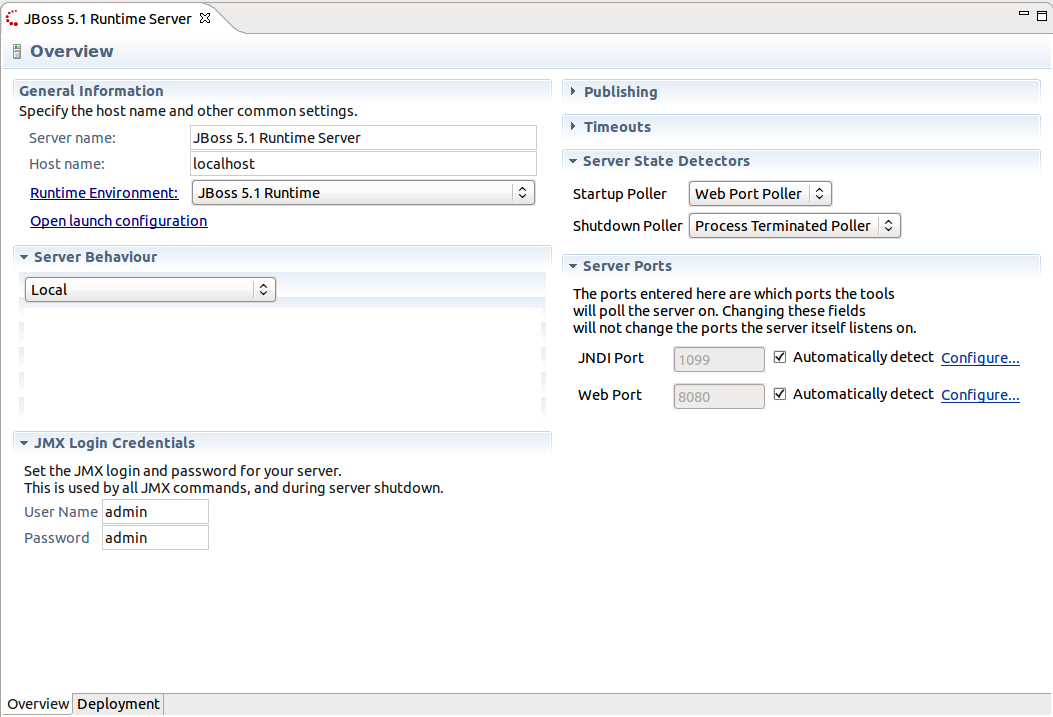 JBoss 5.1 Runtime Server
Overview
General Information
Specify the host name and other common settings.
Server name: JBoss 5.1 Runtime Server
Host name: localhost
Runtime Environment: JBoss 5.1 Runtime
Open launch configuration
Server Behaviour
Local
JMX Login Credentials
Set the JMX login and password for your server.
This is used by all JMX commands, and during server shutdown.
User Name admin
Password admin
Publishing
Timeouts
Server State Detectors
Startup Poller Web Port Poller
Shutdown Poller Process Terminated Poller
Server Ports
The ports entered here are which ports the tools
will poll the server on. Changing these fields
will not change the ports the server itself listens on.
JNDI Port 1099 Automatically detect Configure...
Web Port 8080 Automatically detect Configure...
Overview Deployment